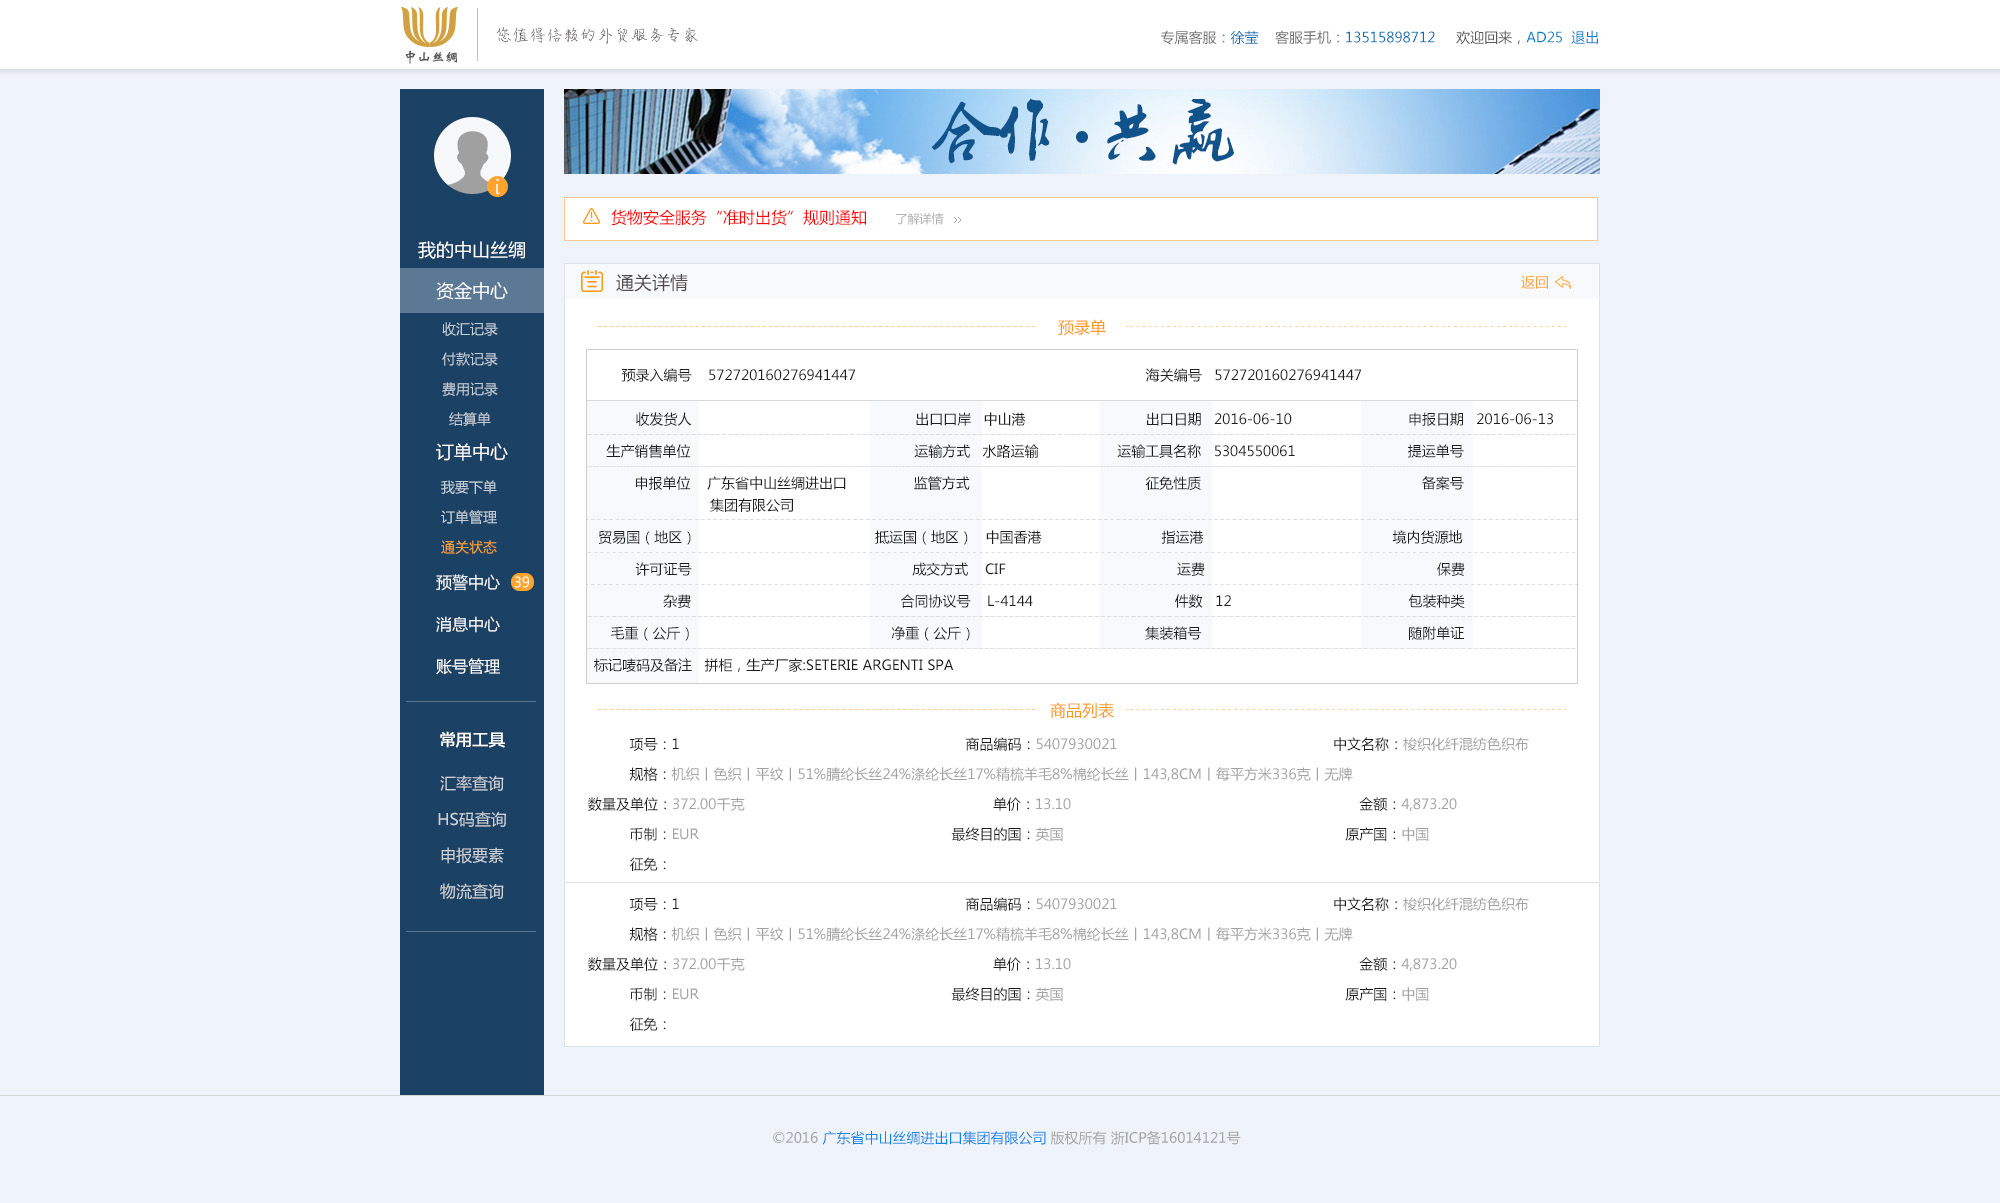 中山丝绸
您值得信赖的外贸服务专家
专属客服：徐莹 客服手机：13515898712 欢迎回来，AD25 退出
合作·共赢
i
我的中山丝绸
资金中心
收汇记录
付款记录
费用记录
结算单
订单中心
我要下单
订单管理
通关状态
预警中心 39
消息中心
账号管理
常用工具
汇率查询
HS码查询
申报要素
物流查询
货物安全服务“准时出货”规则通知 了解详情 »
通关详情 返回
预录单
预录入编号 572720160276941447 海关编号 572720160276941447
收发货人 出口口岸 中山港 出口日期 2016-06-10 申报日期 2016-06-13
生产销售单位 运输方式 水路运输 运输工具名称 5304550061 提运单号
申报单位 广东省中山丝绸进出口 监管方式 征免性质 备案号
集团有限公司
贸易国（地区） 抵运国（地区） 中国香港 指运港 境内货源地
许可证号 成交方式 CIF 运费 保费
杂费 合同协议号 L-4144 件数 12 包装种类
毛重（公斤） 净重（公斤） 集装箱号 随附单证
标记唛码及备注 拼柜，生产厂家:SETERIE ARGENTI SPA
商品列表
项号：1 商品编码：5407930021 中文名称：梭织化纤混纺色织布
规格：机织丨色织丨平纹丨51%腈纶长丝24%涤纶长丝17%精梳羊毛8%棉纶长丝丨143,8CM丨每平方米336克丨无牌
数量及单位：372.00千克 单价：13.10 金额：4,873.20
币制：EUR 最终目的国：英国 原产国：中国
征免：
项号：1 商品编码：5407930021 中文名称：梭织化纤混纺色织布
规格：机织丨色织丨平纹丨51%腈纶长丝24%涤纶长丝17%精梳羊毛8%棉纶长丝丨143,8CM丨每平方米336克丨无牌
数量及单位：372.00千克 单价：13.10 金额：4,873.20
币制：EUR 最终目的国：英国 原产国：中国
征免：
©2016 广东省中山丝绸进出口集团有限公司 版权所有 浙ICP备16014121号